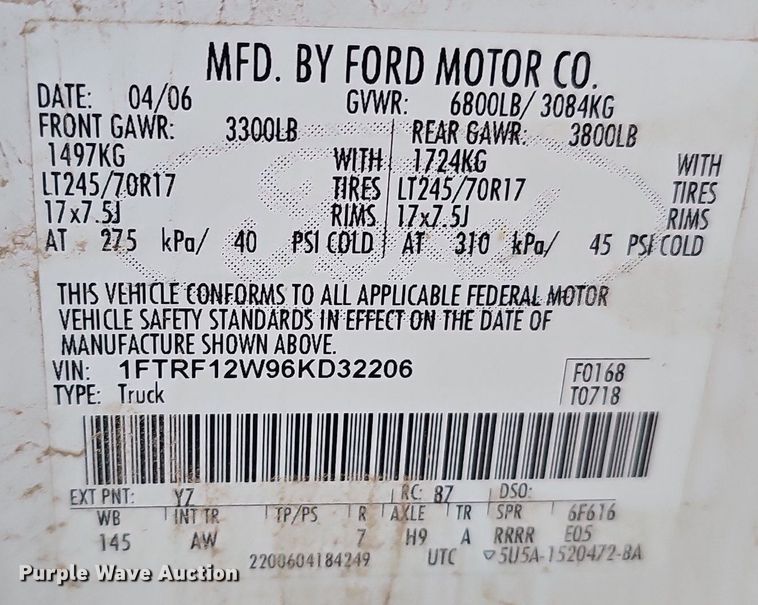 MFD. BY FORD MOTOR CO.
DATE: 04/06 GVWR: 6800LB/ 3084KG
FRONT GAWR: 3300LB REAR GAWR: 3800LB
1497KG WITH 1724KG WITH
LT245/70R17 TIRES LT245/70R17 TIRES
17x7.5J RIMS 17x7.5J RIMS
AT 275 kPa/ 40 PSI COLD AT 310 kPa/ 45 PSI COLD
THIS VEHICLE CONFORMS TO ALL APPLICABLE FEDERAL MOTOR
VEHICLE SAFETY STANDARDS IN EFFECT ON THE DATE OF
MANUFACTURE SHOWN ABOVE.
VIN: 1FTRF12W96KD32206 F0168
TYPE: Truck T0718
EXT PNT: YZ RC: 87 DSO:
WB INT TR TP/PS R AXLE TR SPR 6F616
145 AW 7 H9 A RRRR E05
2200604184249 UTC ▽5U5A-1520472-BA
Purple Wave Auction